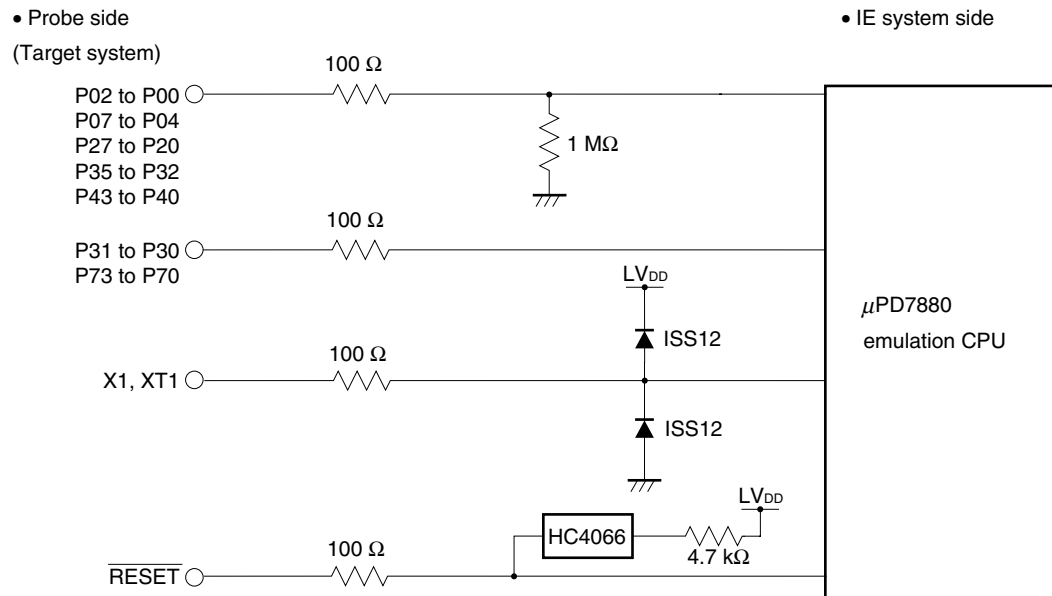 • Probe side
• IE system side
(Target system)
100 Ω
P02 to P00
P07 to P04
P27 to P20
P35 to P32
P43 to P40
1 MΩ
100 Ω
P31 to P30
P73 to P70
LVDD
ISS12
100 Ω
X1, XT1
ISS12
μPD7880
emulation CPU
LVDD
HC4066
4.7 kΩ
100 Ω
RESET